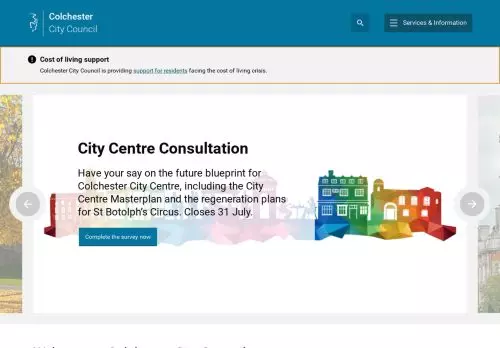 Colchester
City Council
Services & Information
Cost of living support
Colchester City Council is providing support for residents facing the cost of living crisis.
City Centre Consultation
Have your say on the future blueprint for
Colchester City Centre, including the City
Centre Masterplan and the regeneration plans
for St Botolph's Circus. Closes 31 July.
Complete the survey now